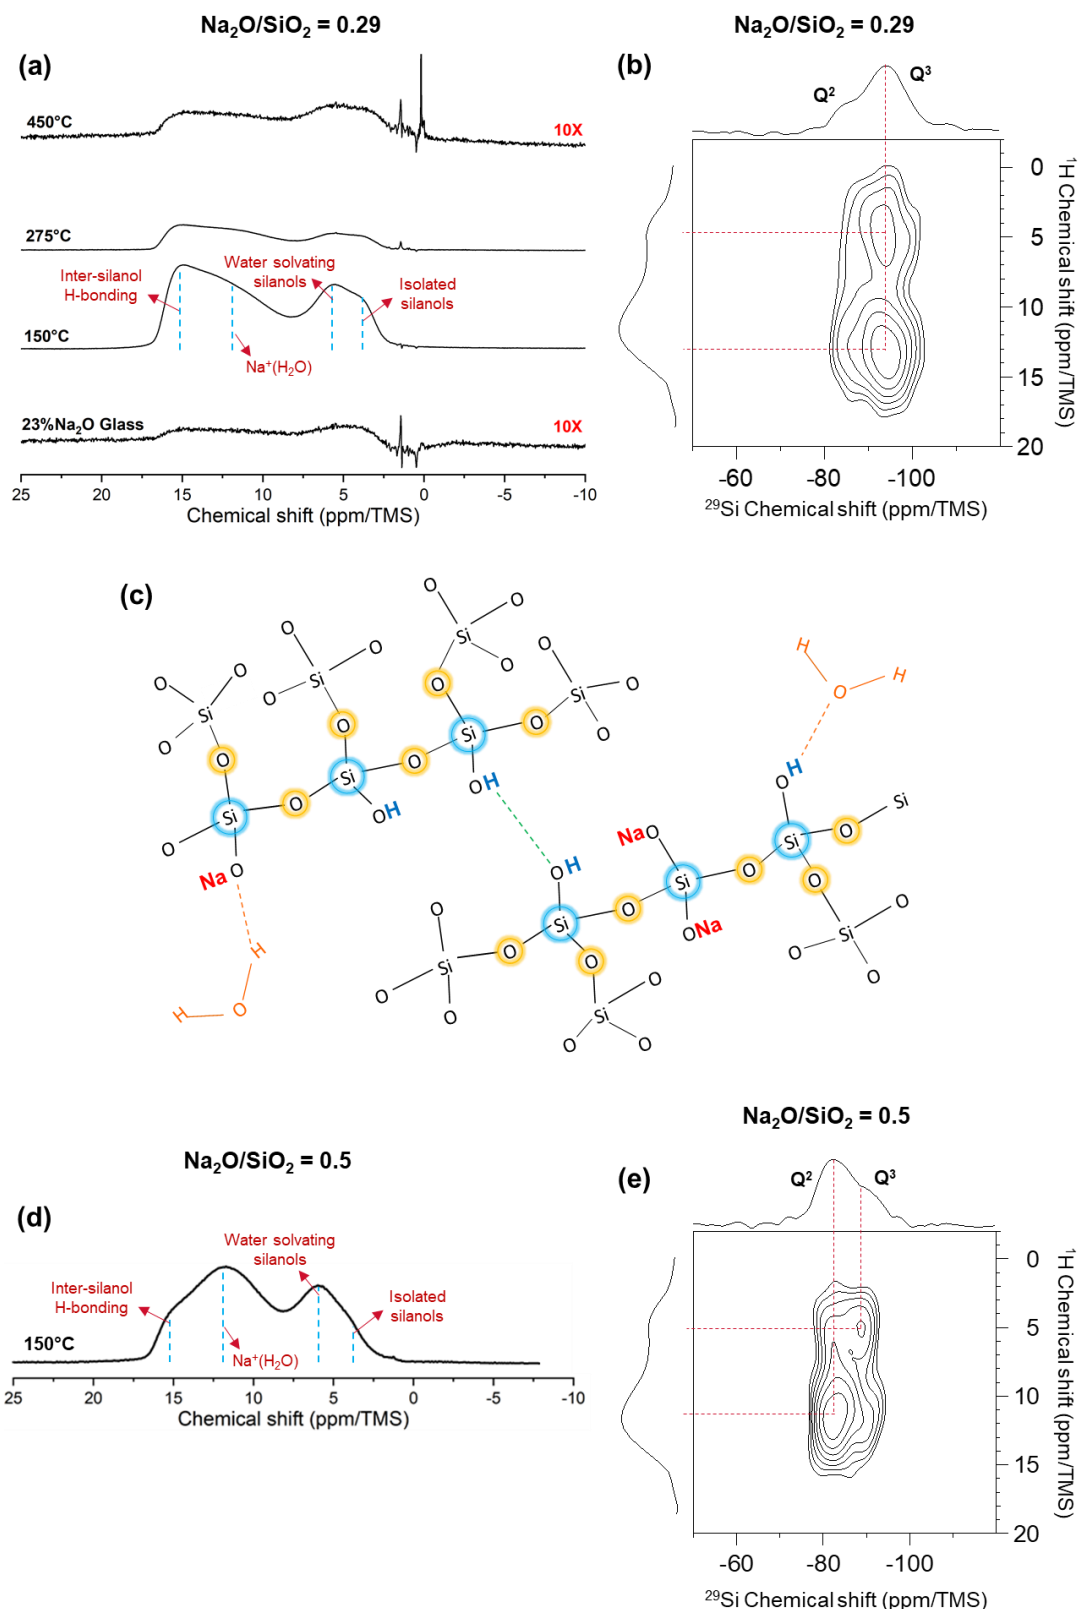 Na₂O/SiO₂ = 0.29
(a)
450°C
10X
275°C
Inter-silanol
H-bonding
Water solvating
silanols
Isolated
silanols
150°C
Na⁺(H₂O)
23%Na₂O Glass
10X
25 20 15 10 5 0 -5 -10
Chemical shift (ppm/TMS)
Na₂O/SiO₂ = 0.29
(b)
Q² Q³
0
5
10
15
20
¹H Chemical shift (ppm/TMS)
-60 -80 -100
²⁹Si Chemical shift (ppm/TMS)
(c)
O O
O Si
O O O
O Si O Si O
O Si O O O
O O Si
O Si OH
Si O OH
O O
Na
H
H O
H H
O
H
O Si
NaO Si O
O H Si O
Si O ONa O
O Si O
Si O O Si
O O O
Si O
O O
Na₂O/SiO₂ = 0.5
(d)
Inter-silanol
H-bonding
Water solvating
silanols
Isolated
silanols
150°C
Na⁺(H₂O)
25 20 15 10 5 0 -5 -10
Chemical shift (ppm/TMS)
Na₂O/SiO₂ = 0.5
(e)
Q² Q³
0
5
10
15
20
¹H Chemical shift (ppm/TMS)
-60 -80 -100
²⁹Si Chemical shift (ppm/TMS)